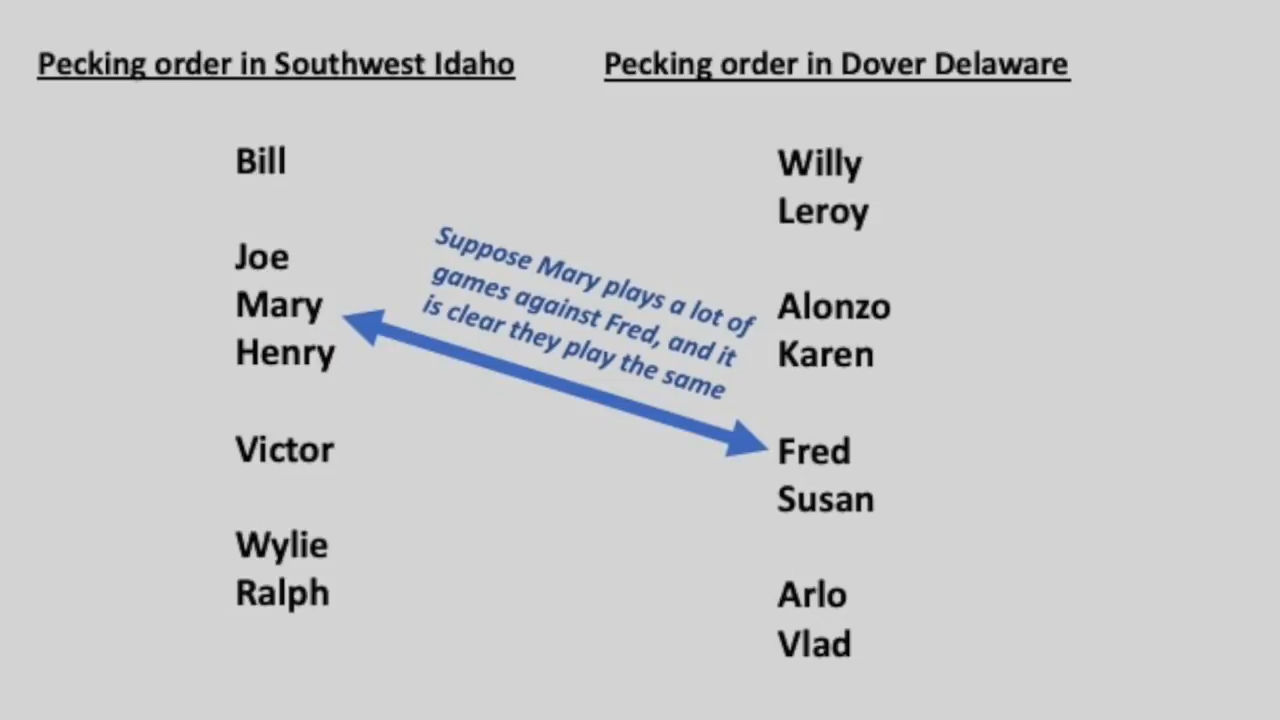 Pecking order in Southwest Idaho
Bill
Joe
Mary
Henry
Victor
Wylie
Ralph
Suppose Mary plays a lot of
games against Fred, and it
is clear they play the same
Pecking order in Dover Delaware
Willy
Leroy
Alonzo
Karen
Fred
Susan
Arlo
Vlad